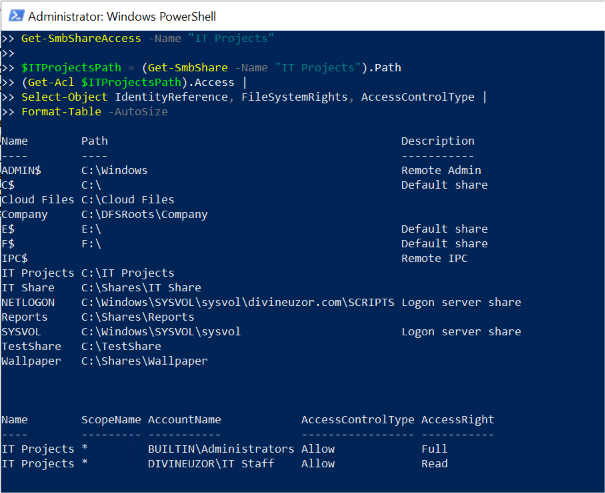 Administrator: Windows PowerShell
>> Get-SmbShareAccess -Name "IT Projects"
>>
>> $ITProjectsPath = (Get-SmbShare -Name "IT Projects").Path
>> (Get-Acl $ITProjectsPath).Access |
>> Select-Object IdentityReference, FileSystemRights, AccessControlType |
>> Format-Table -AutoSize
Name Path Description
---- ---- -----------
ADMIN$ C:\Windows Remote Admin
C$ C:\ Default share
Cloud Files C:\Cloud Files
Company C:\DFSRoots\Company
E$ E:\ Default share
F$ F:\ Default share
IPC$ Remote IPC
IT Projects C:\IT Projects
IT Share C:\Shares\IT Share
NETLOGON C:\Windows\SYSVOL\sysvol\divineuzor.com\SCRIPTS Logon server share
Reports C:\Shares\Reports
SYSVOL C:\Windows\SYSVOL\sysvol Logon server share
TestShare C:\TestShare
Wallpaper C:\Shares\Wallpaper
Name ScopeName AccountName AccessControlType AccessRight
---- --------- ----------- ----------------- -----------
IT Projects * BUILTIN\Administrators Allow Full
IT Projects * DIVINEUZOR\IT Staff Allow Read